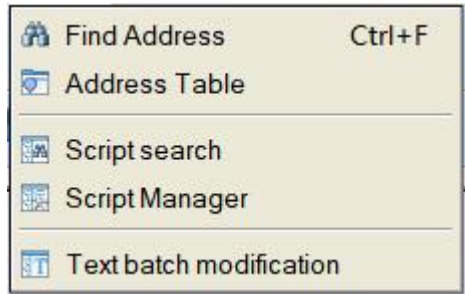 Find Address Ctrl+F
Address Table
Script search
Script Manager
Text batch modification